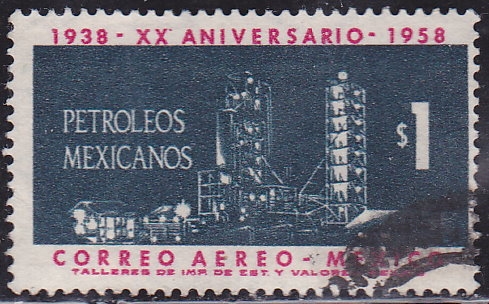 1938 - XX ANIVERSARIO - 1958
PETROLEOS
MEXICANOS
$1
CORREO AEREO - MEXICO
TALLERES DE IMP. DE EST. Y VALORES